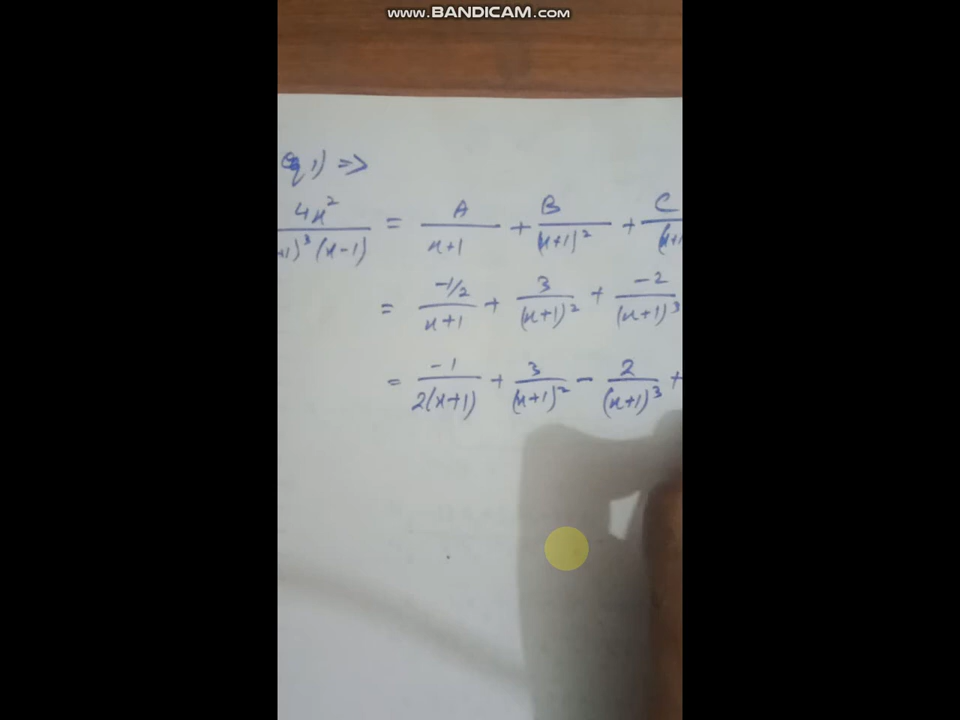 www.BANDICAM.com
Eq 1) =>
4x² / +1)³ (x-1) = A / x+1 + B / (x+1)² + C / (x+1
= -1/2 / x+1 + 3 / (x+1)² + -2 / (x+1)³
= -1 / 2(x+1) + 3 / (x+1)² - 2 / (x+1)³ +